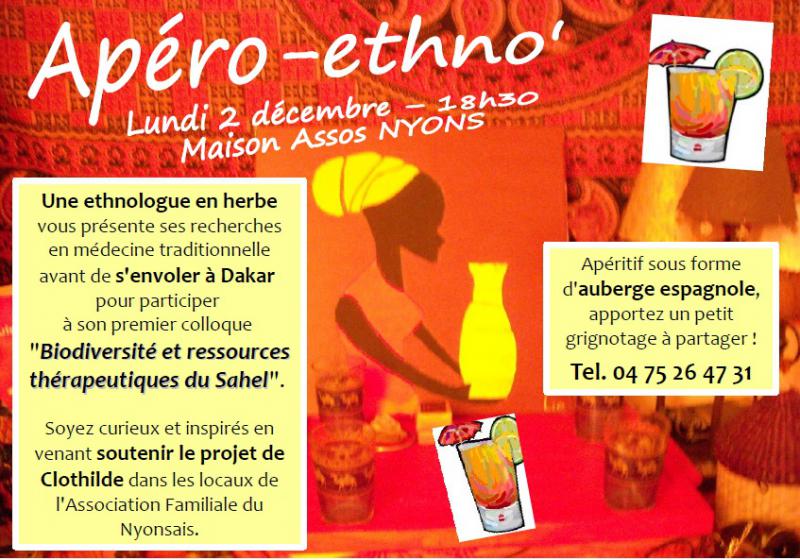 Apéro-ethno'
Lundi 2 décembre – 18h30
Maison Assos NYONS
Une ethnologue en herbe
vous présente ses recherches
en médecine traditionnelle
avant de s'envoler à Dakar
pour participer
à son premier colloque
"Biodiversité et ressources
thérapeutiques du Sahel".
Soyez curieux et inspirés en
venant soutenir le projet de
Clothilde dans les locaux de
l'Association Familiale du
Nyonsais.
Apéritif sous forme
d'auberge espagnole,
apportez un petit
grignotage à partager !
Tel. 04 75 26 47 31